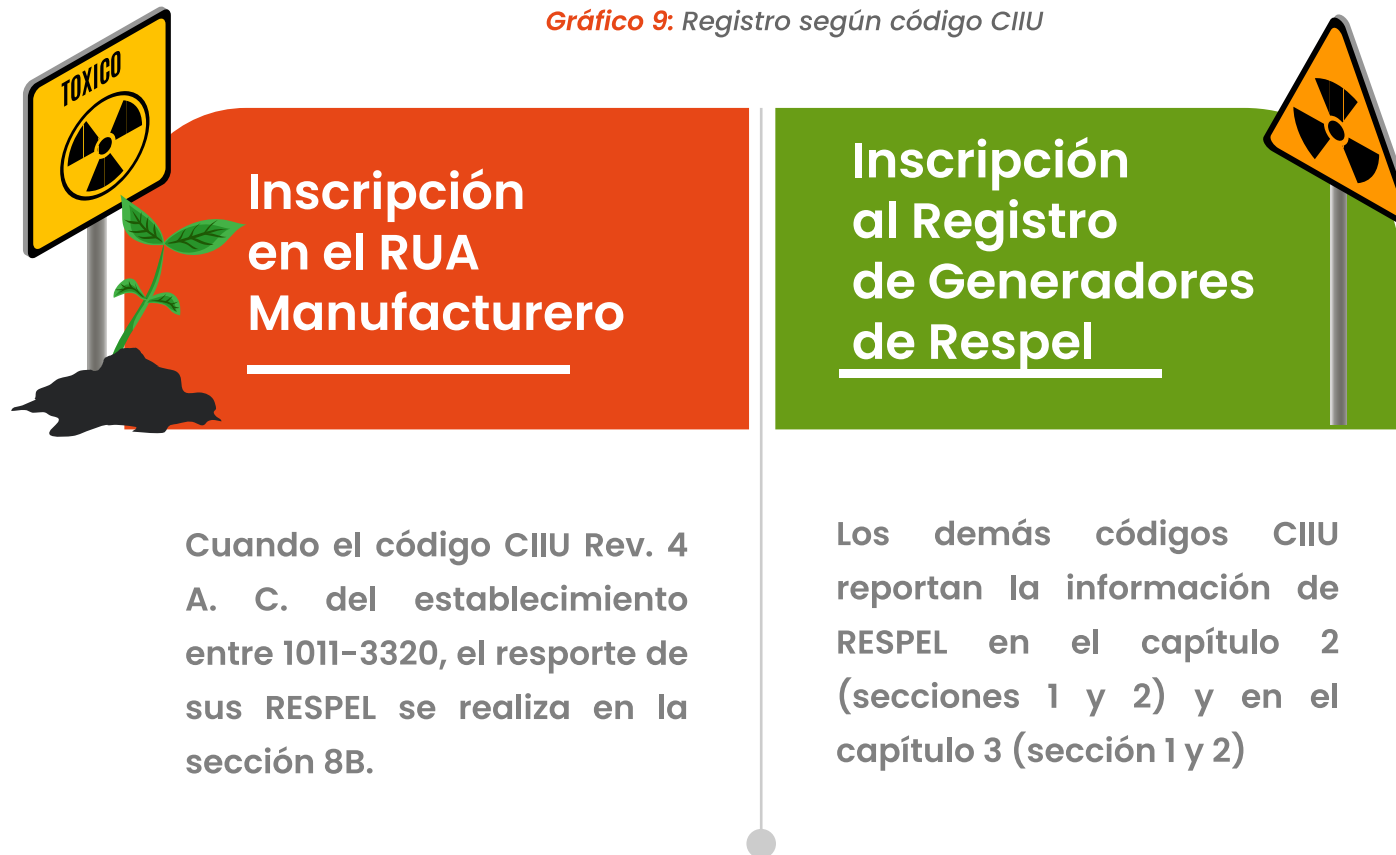 Gráfico 9: Registro según código CIIU
TOXICO
Inscripción
en el RUA
Manufacturero
Cuando el código CIIU Rev. 4
A. C. del establecimiento
entre 1011-3320, el resporte de
sus RESPEL se realiza en la
sección 8B.
Inscripción
al Registro
de Generadores
de Respel
Los demás códigos CIIU
reportan la información de
RESPEL en el capítulo 2
(secciones 1 y 2) y en el
capítulo 3 (sección 1 y 2)